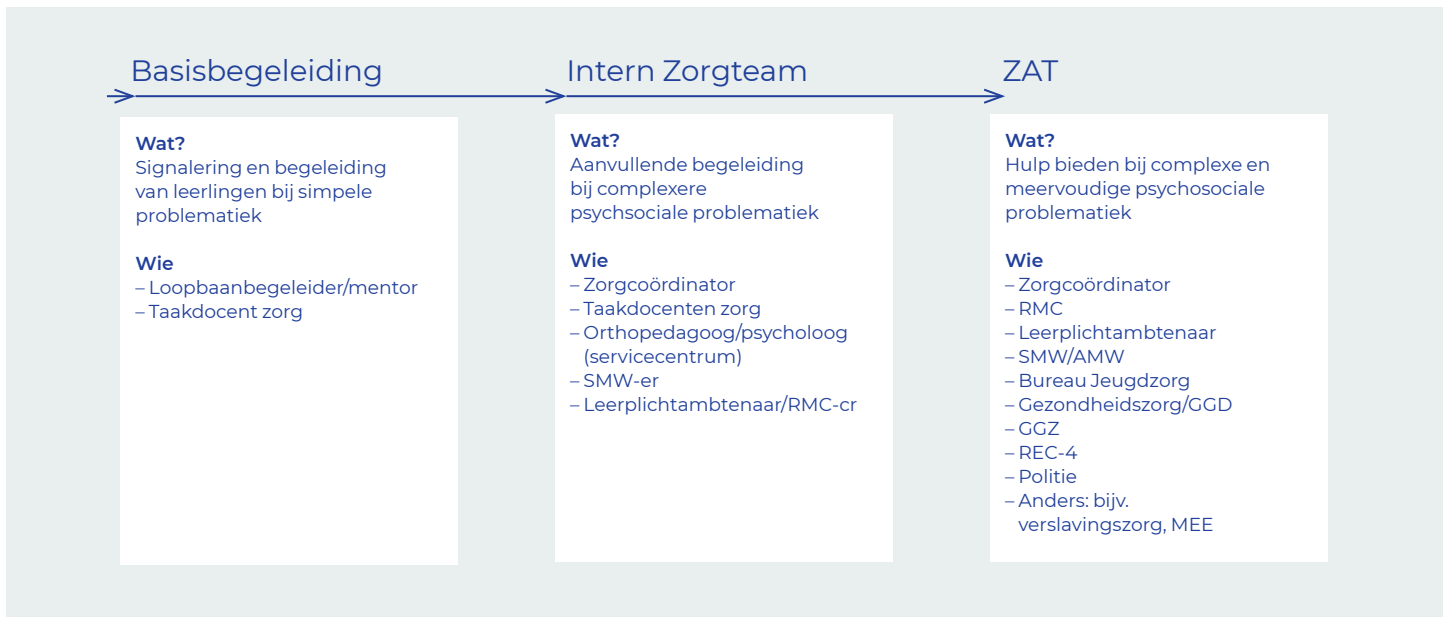 Basisbegeleiding
Wat?
Signalering en begeleiding
van leerlingen bij simpele
problematiek
Wie
– Loopbaanbegeleider/mentor
– Taakdocent zorg
Intern Zorgteam
Wat?
Aanvullende begeleiding
bij complexere
psychsociale problematiek
Wie
– Zorgcoördinator
– Taakdocenten zorg
– Orthopedagoog/psycholoog
(servicecentrum)
– SMW-er
– Leerplichtambtenaar/RMC-cr
ZAT
Wat?
Hulp bieden bij complexe en
meervoudige psychosociale
problematiek
Wie
– Zorgcoördinator
– RMC
– Leerplichtambtenaar
– SMW/AMW
– Bureau Jeugdzorg
– Gezondheidszorg/GGD
– GGZ
– REC-4
– Politie
– Anders: bijv.
verslavingszorg, MEE